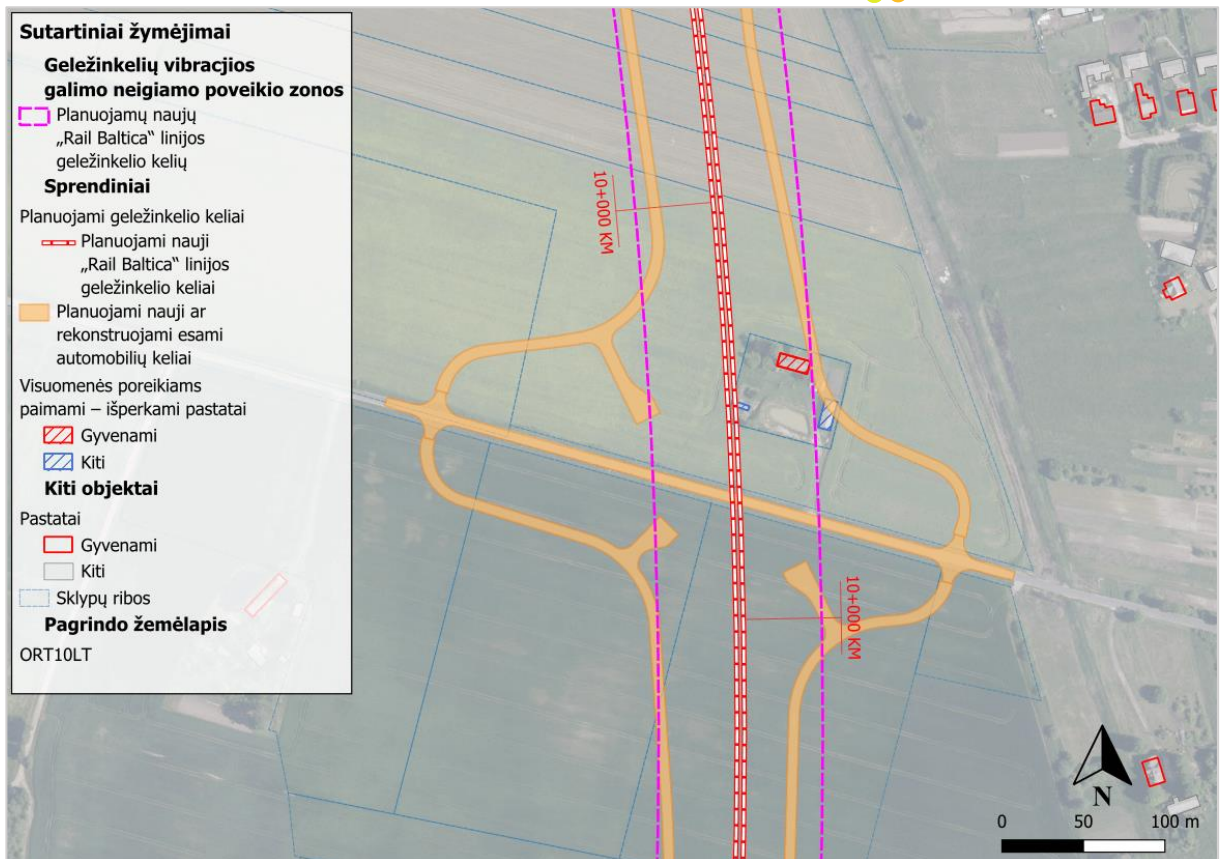 Sutartiniai žymėjimai
Geležinkelių vibracjios
galimo neigiamo poveikio zonos
Planuojamų naujų
„Rail Baltica“ linijos
geležinkelio kelių
Sprendiniai
Planuojami geležinkelio keliai
Planuojami nauji
„Rail Baltica“ linijos
geležinkelio keliai
Planuojami nauji ar
rekonstruojami esami
automobilių keliai
Visuomenės poreikiams
paimami – išperkami pastatai
Gyvenami
Kiti
Kiti objektai
Pastatai
Gyvenami
Kiti
Sklypų ribos
Pagrindo žemėlapis
ORT10LT
10+000 KM
10+000 KM
N
0 50 100 m